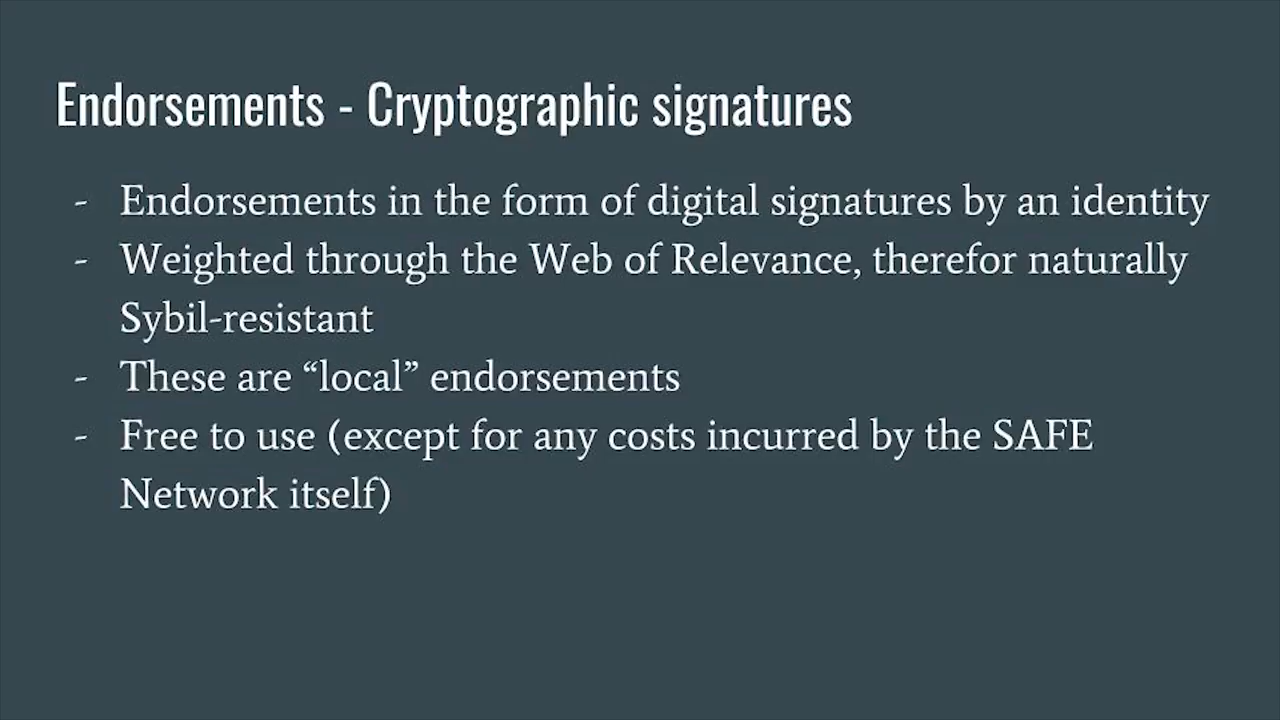 Endorsements - Cryptographic signatures
- Endorsements in the form of digital signatures by an identity
- Weighted through the Web of Relevance, therefor naturally
Sybil-resistant
- These are “local” endorsements
- Free to use (except for any costs incurred by the SAFE
Network itself)